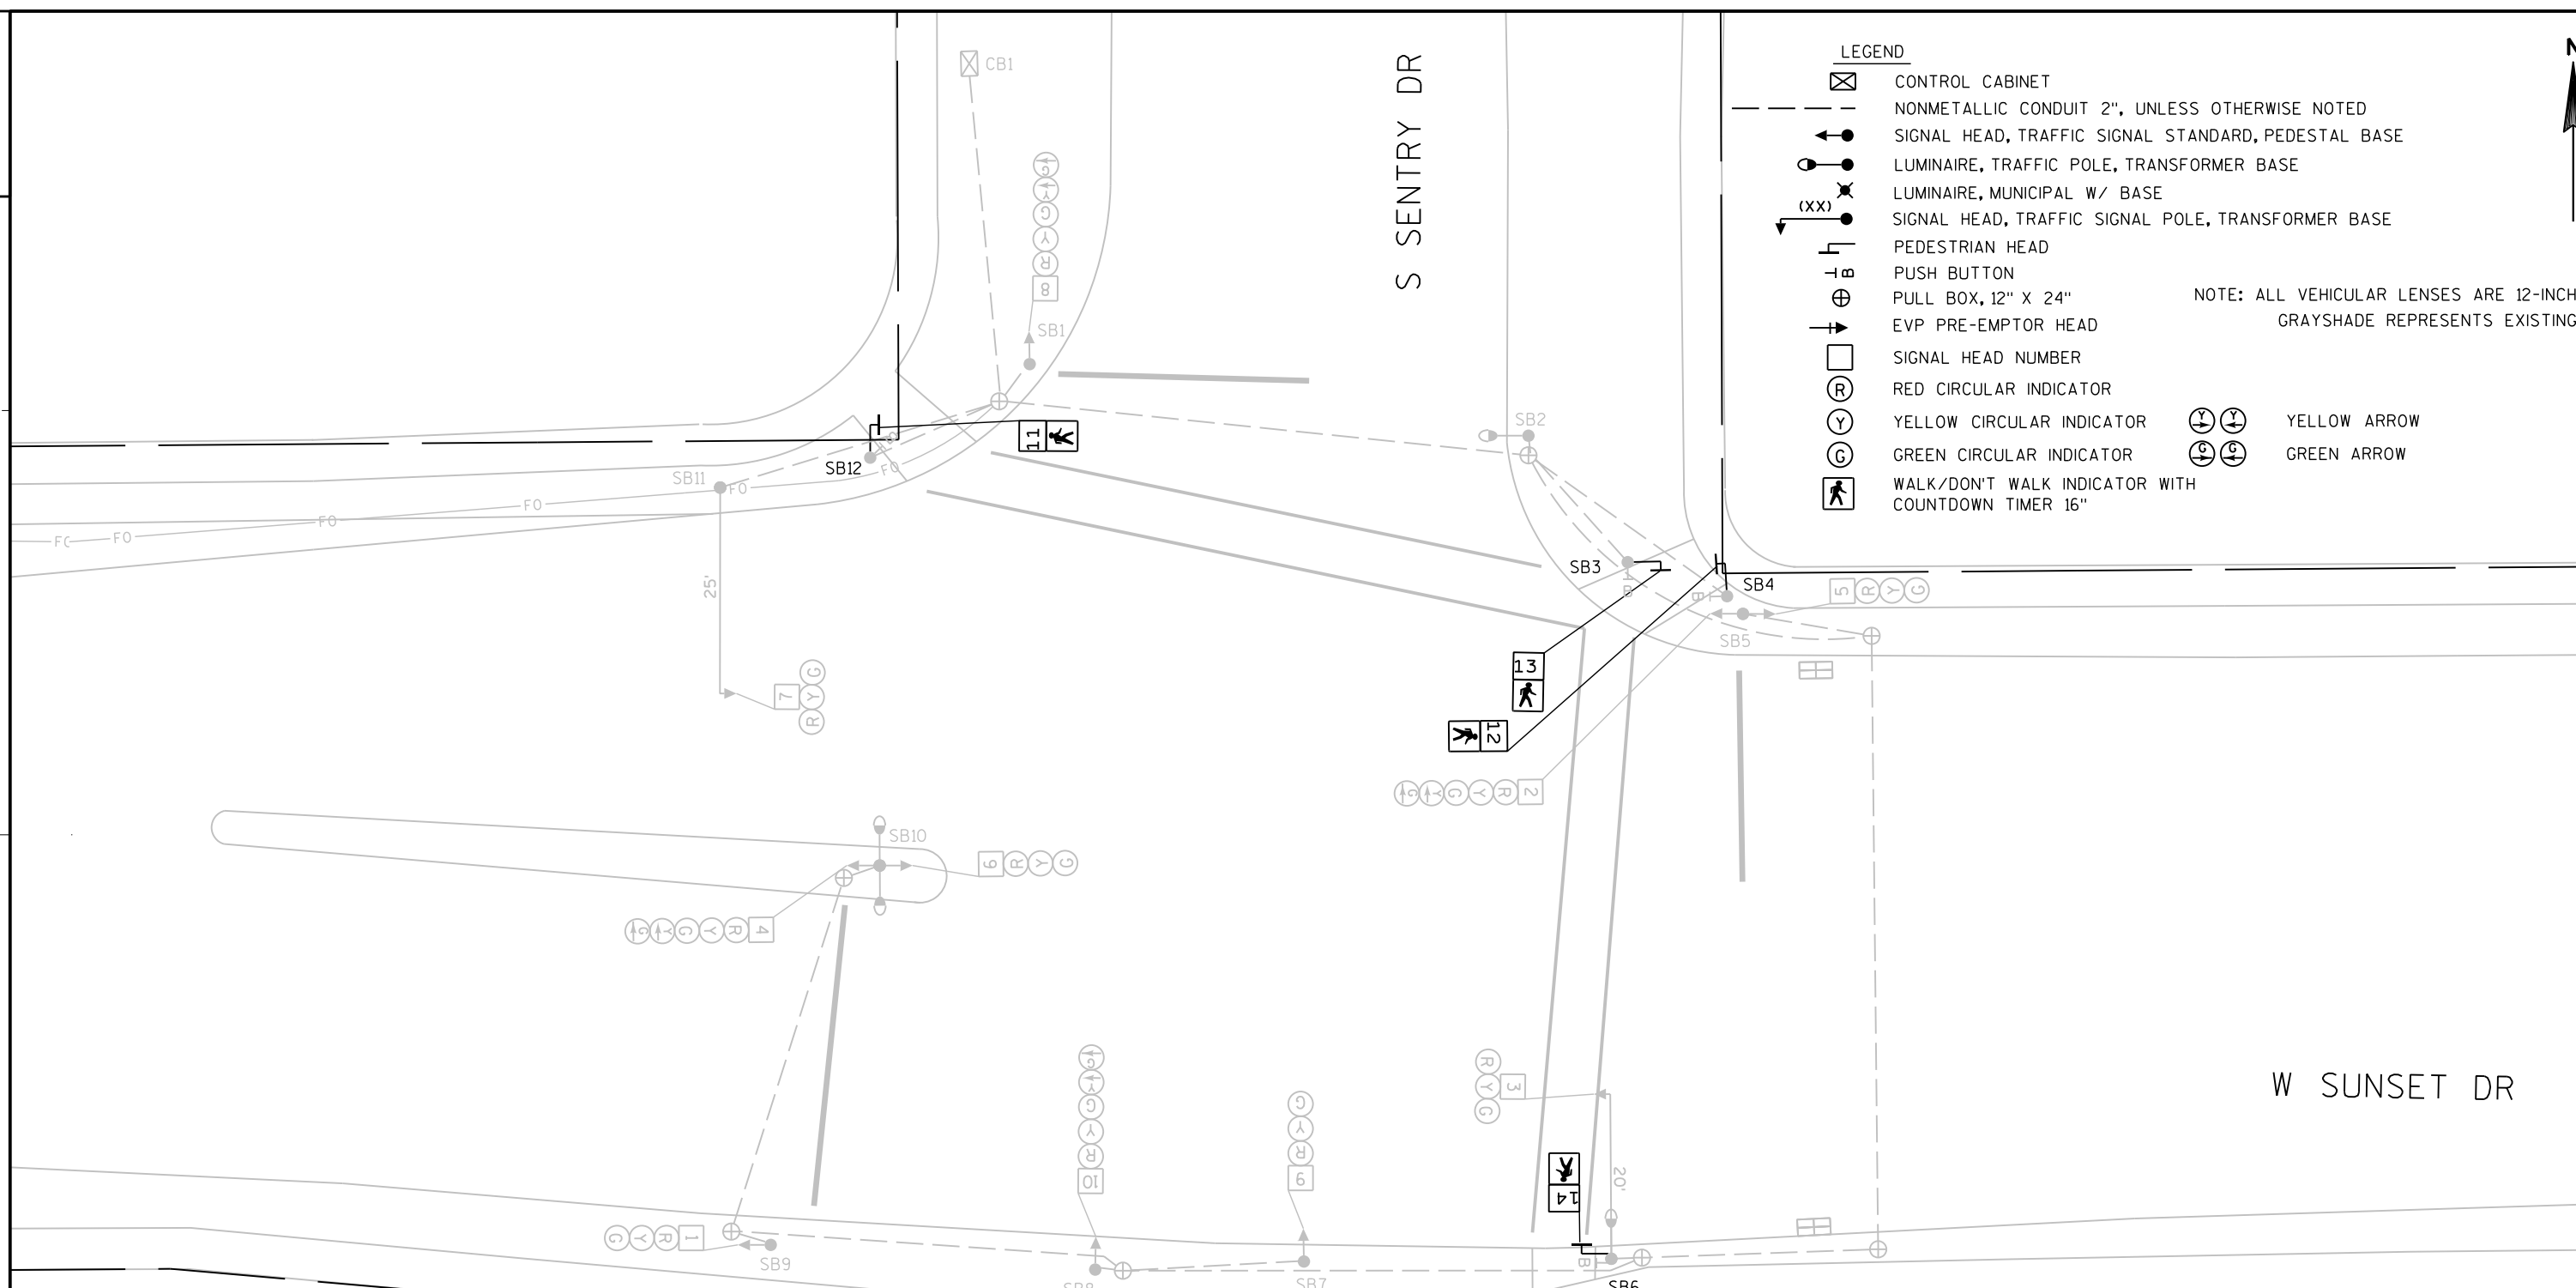 CB1
S SENTRY DR
LEGEND
N
CONTROL CABINET
NONMETALLIC CONDUIT 2", UNLESS OTHERWISE NOTED
SIGNAL HEAD, TRAFFIC SIGNAL STANDARD, PEDESTAL BASE
LUMINAIRE, TRAFFIC POLE, TRANSFORMER BASE
LUMINAIRE, MUNICIPAL W/ BASE
(XX)
SIGNAL HEAD, TRAFFIC SIGNAL POLE, TRANSFORMER BASE
PEDESTRIAN HEAD
B PUSH BUTTON
PULL BOX, 12" X 24"
NOTE: ALL VEHICULAR LENSES ARE 12-INCH
GRAYSHADE REPRESENTS EXISTING
EVP PRE-EMPTOR HEAD
SIGNAL HEAD NUMBER
R RED CIRCULAR INDICATOR
Y YELLOW CIRCULAR INDICATOR
Y Y YELLOW ARROW
G GREEN CIRCULAR INDICATOR
G G GREEN ARROW
WALK/DON'T WALK INDICATOR WITH
COUNTDOWN TIMER 16"
G Y G Y R 8
SB1
SB2
11
SB12
SB11
FO FO FO FO FO FO
25'
SB3
B
B
SB4
5 R Y G
SB5
13
12
7
G Y R
G Y G Y R 2
SB10
6 R Y G
G Y G Y R 4
W SUNSET DR
G Y G Y R 10
G Y R 9
R Y G
3
20'
14
G Y R 1
SB9
SB8
SB7
B
SB6